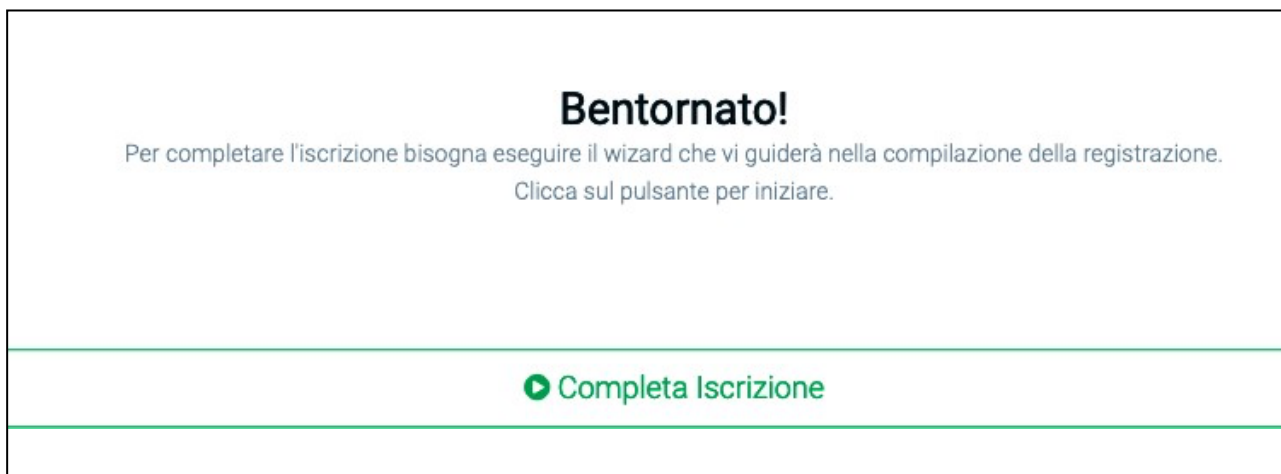 Bentornato!
Per completare l'iscrizione bisogna eseguire il wizard che vi guiderà nella compilazione della registrazione.
Clicca sul pulsante per iniziare.
Completa Iscrizione